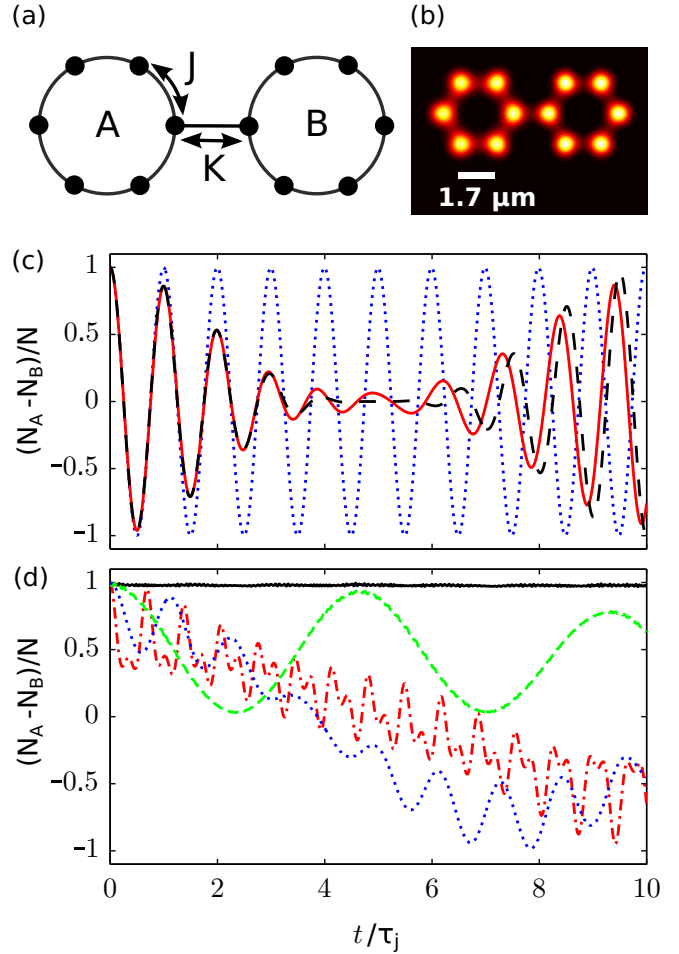 (a)
(b)
J
A
B
K
1.7 μm
(c)
1
0.5
0
−0.5
−1
(N_A -N_B)/N
(d)
1
0.5
0
−0.5
−1
(N_A -N_B)/N
0
2
4
6
8
10
t/τ_j